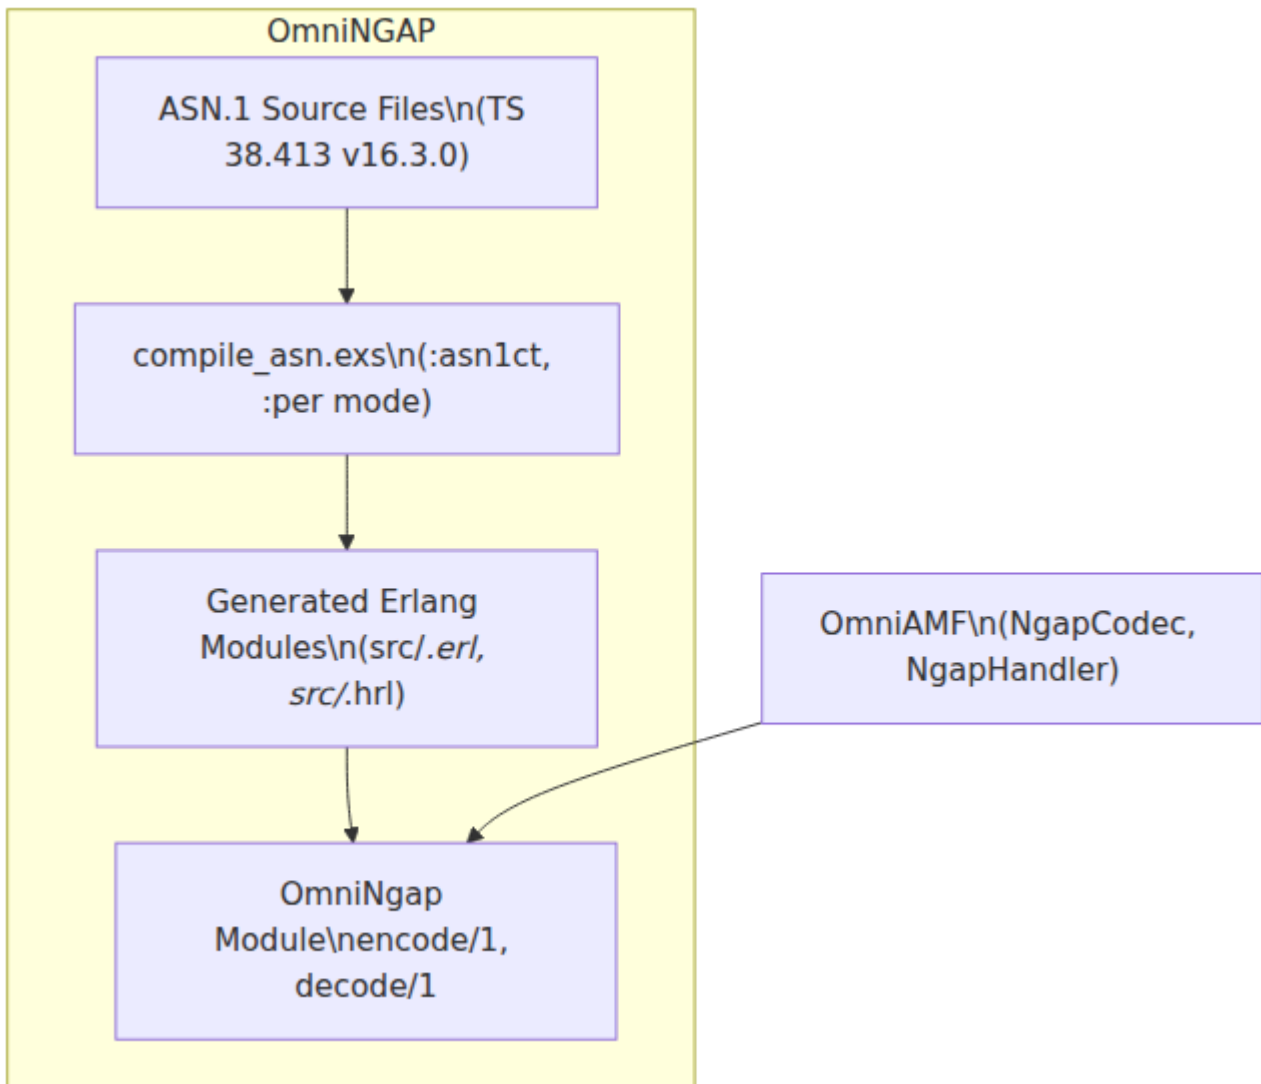 OmniNGAP
ASN.1 Source Files\n(TS
38.413 v16.3.0)
compile_asn.exs\n(:asn1ct,
:per mode)
Generated Erlang
Modules\n(src/.erl,
src/.hrl)
OmniAMF\n(NgapCodec,
NgapHandler)
OmniNgap
Module\nencode/1,
decode/1